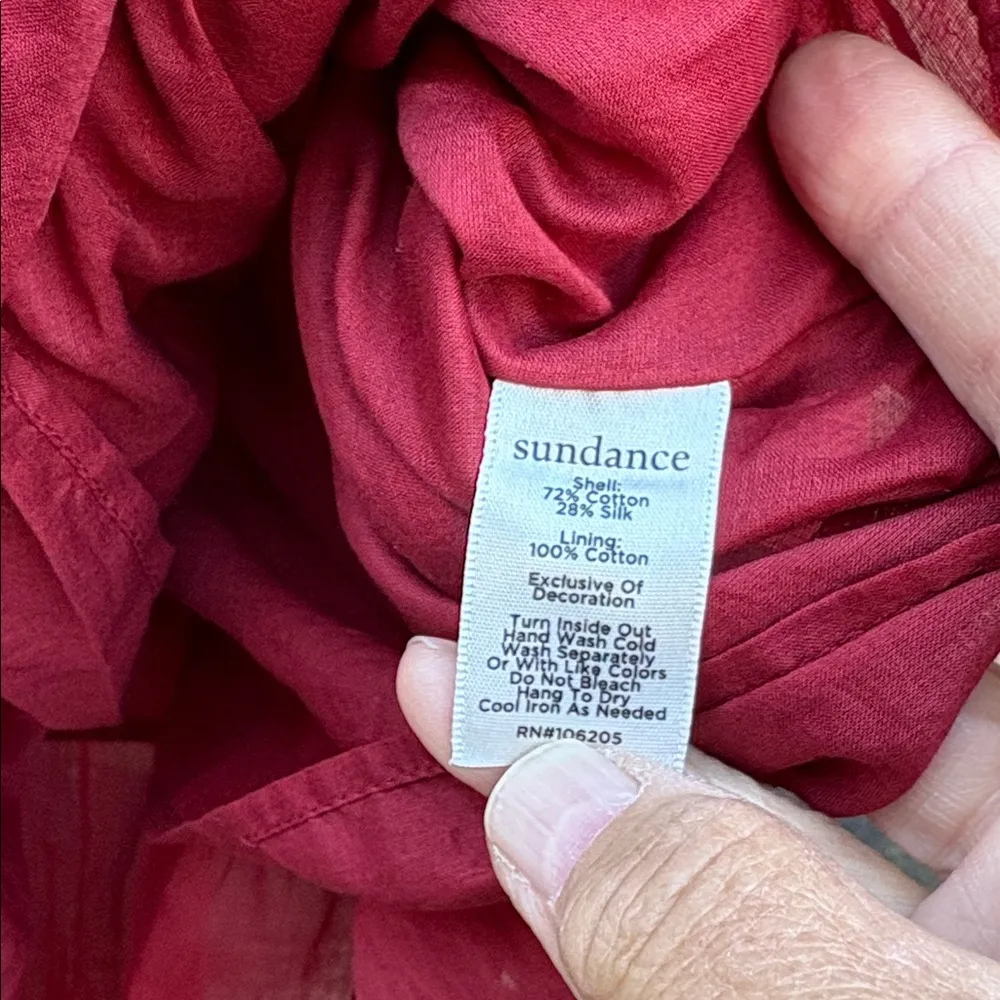 sundance
Shell:
72% Cotton
28% Silk
Lining:
100% Cotton
Exclusive Of
Decoration
Turn Inside Out
Hand Wash Cold
Wash Separately
Or With Like Colors
Do Not Bleach
Hang To Dry
Cool Iron As Needed
RN#106205